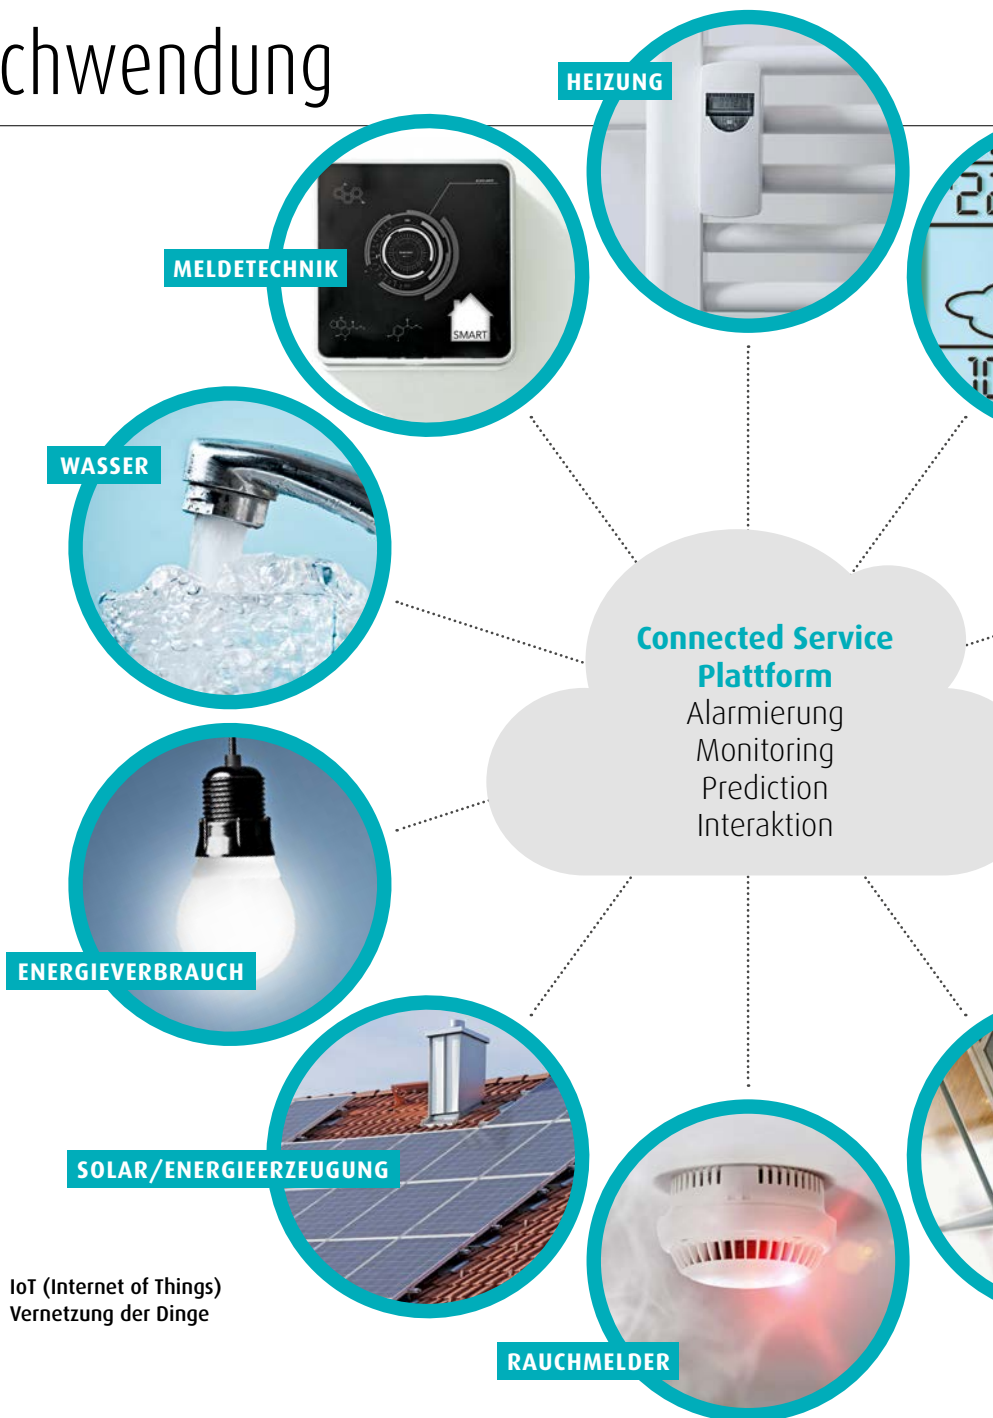 chwendung
HEIZUNG
MELDETECHNIK
SMART
WASSER
Connected Service
Plattform
Alarmierung
Monitoring
Prediction
Interaktion
ENERGIEVERBRAUCH
SOLAR/ENERGIEERZEUGUNG
IoT (Internet of Things)
Vernetzung der Dinge
RAUCHMELDER